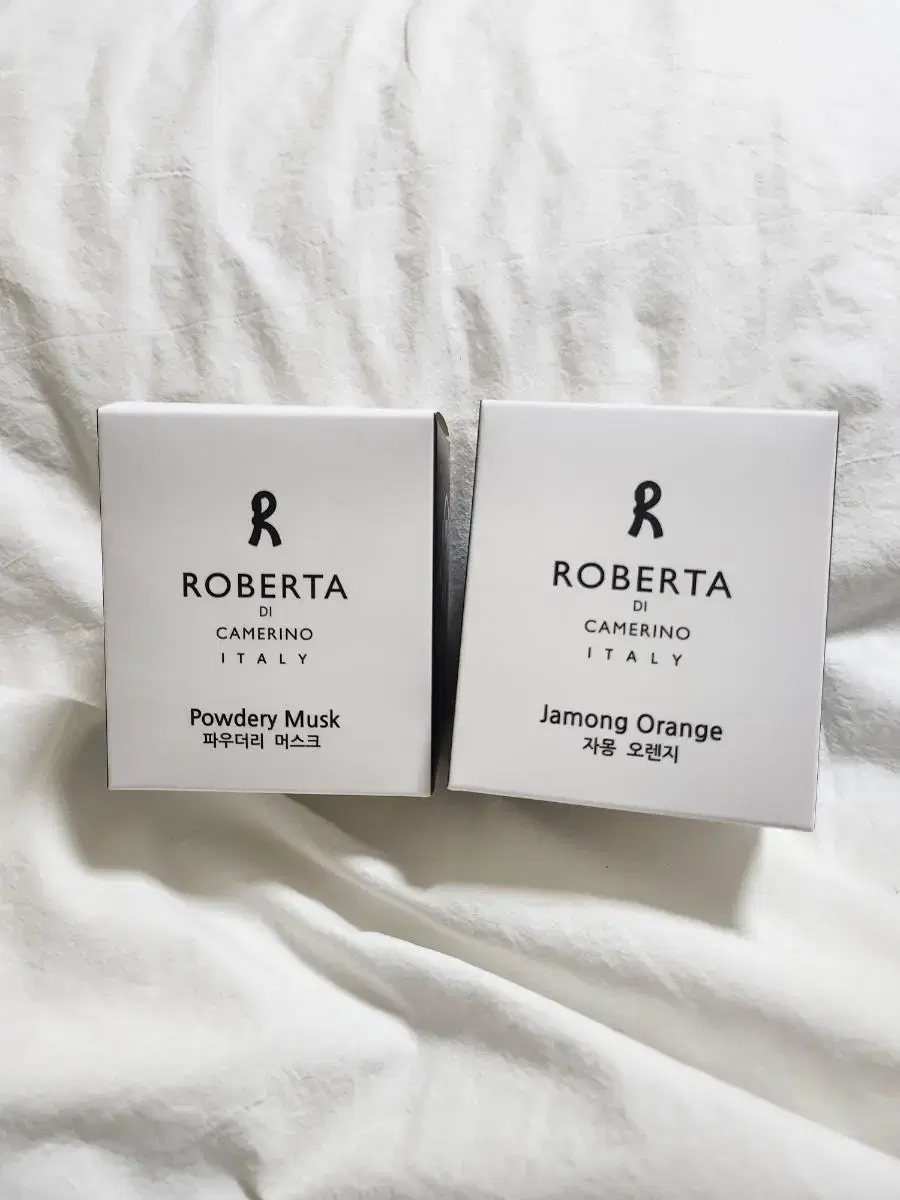 R
ROBERTA
DI
CAMERINO
ITALY
Powdery Musk
파우더리 머스크
R
ROBERTA
DI
CAMERINO
ITALY
Jamong Orange
자몽 오렌지